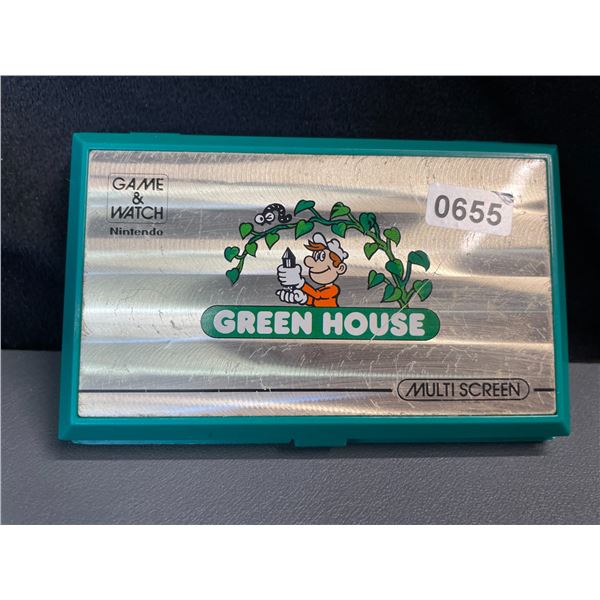 GAME
&
WATCH
Nintendo
0655
GREEN HOUSE
MULTI SCREEN